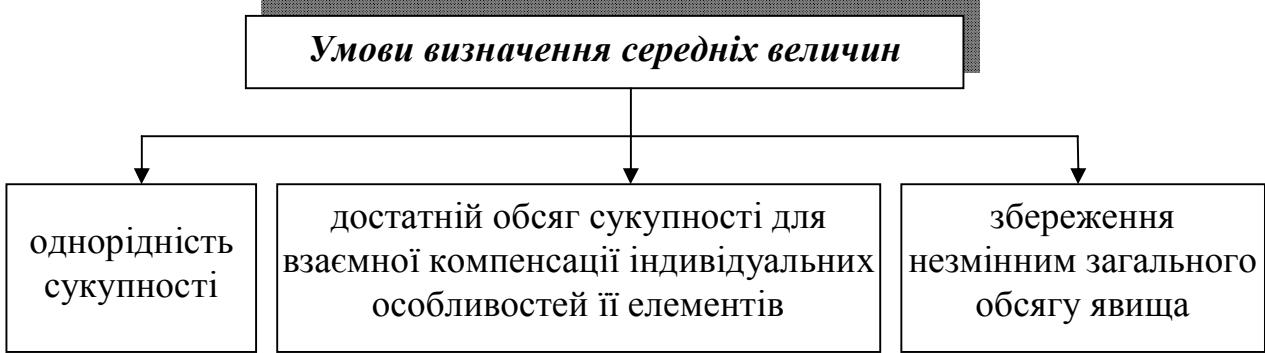 Умови визначення середніх величин
однорідність
сукупності
достатній обсяг сукупності для
взаємної компенсації індивідуальних
особливостей її елементів
збереження
незмінним загального
обсягу явища